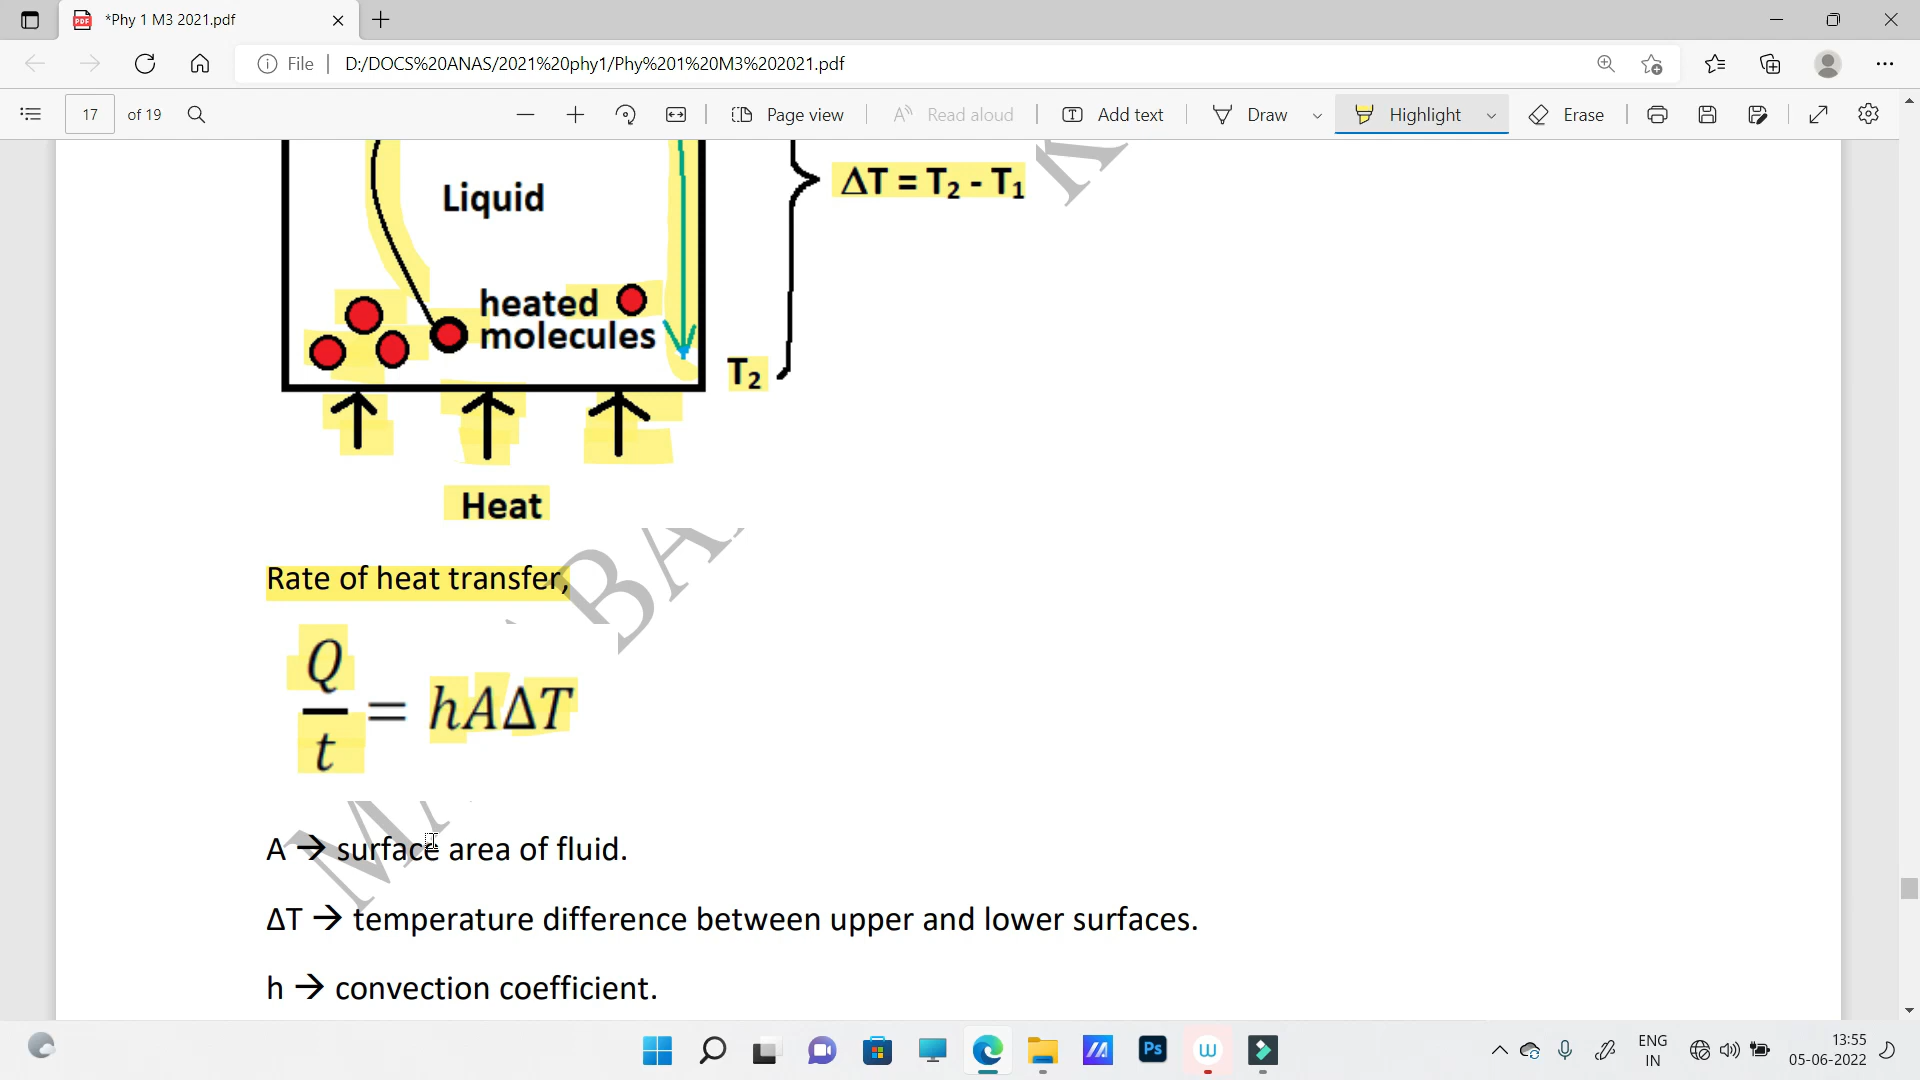 *Phy 1 M3 2021.pdf
File
D:/DOCS%20ANAS/2021%20phy1/Phy%201%20M3%202021.pdf
17 of 19
Page view
Read aloud
Add text
Draw
Highlight
Erase
Liquid
ΔT = T₂ - T₁
heated
molecules
T₂
Heat
Rate of heat transfer,
Q/t = hAΔT
A → surface area of fluid.
ΔT → temperature difference between upper and lower surfaces.
h → convection coefficient.
Ps
ENG
IN
13:55
05-06-2022